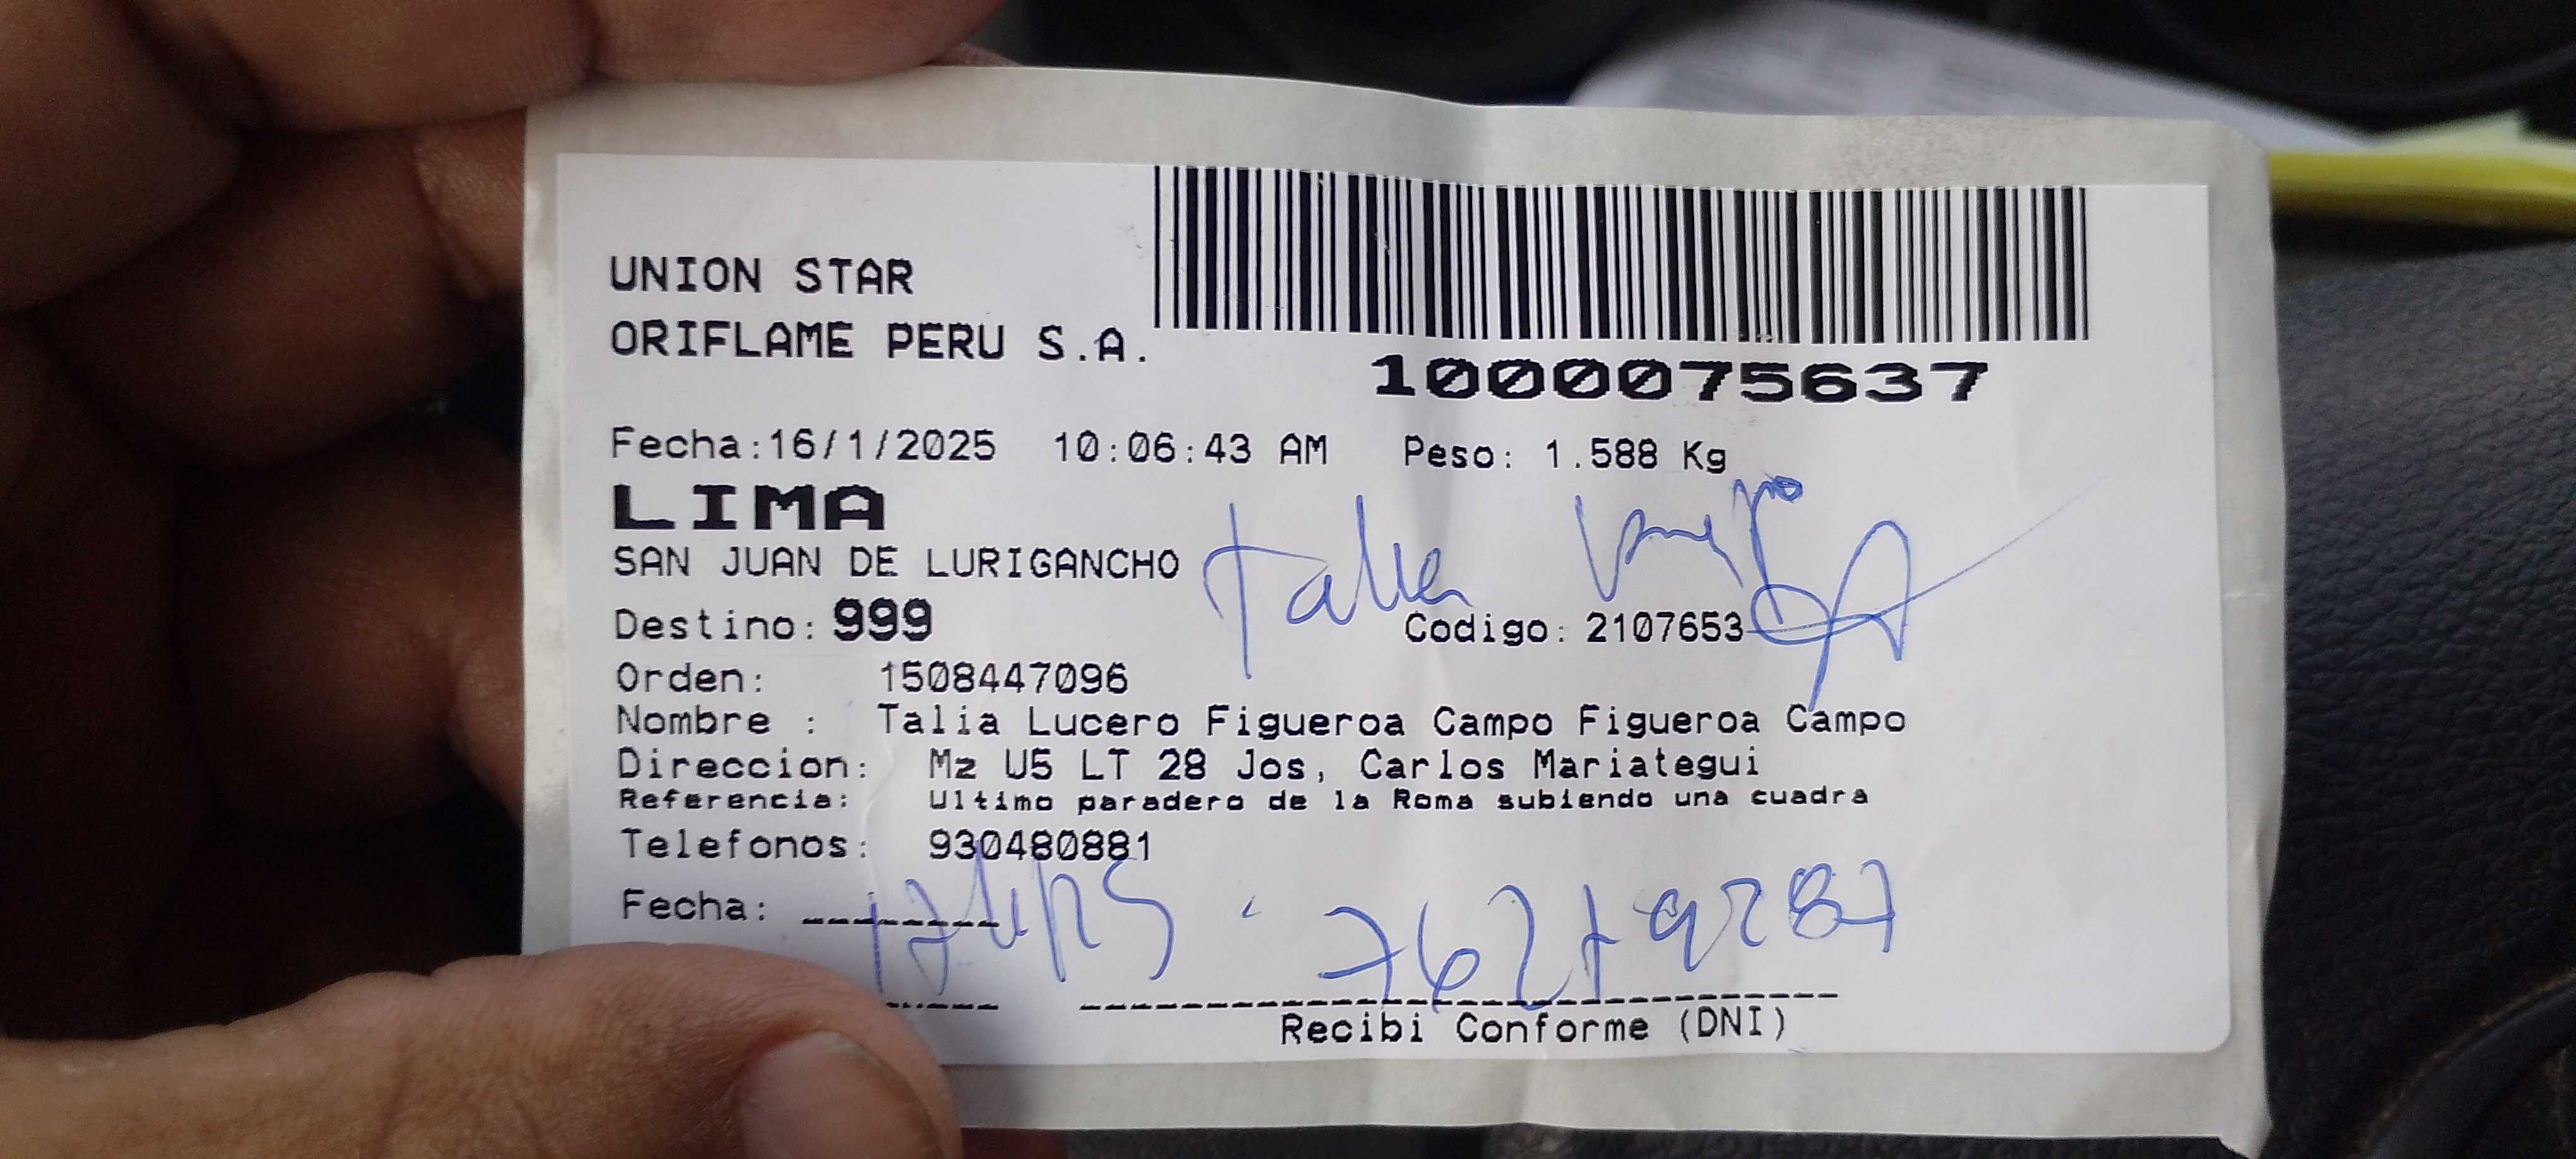 UNION STAR
ORIFLAME PERU S.A.
1000075637
Fecha:16/1/2025 10:06:43 AM Peso: 1.588 Kg
LIMA
SAN JUAN DE LURIGANCHO
Talia
Destino: 999 Codigo: 2107653
Orden: 1508447096
Nombre : Talia Lucero Figueroa Campo Figueroa Campo
Direccion: Mz U5 LT 28 Jos, Carlos Mariategui
Referencia: Ultimo paradero de la Roma subiendo una cuadra
Telefonos: 930480881
Fecha:
Recibi Conforme (DNI)